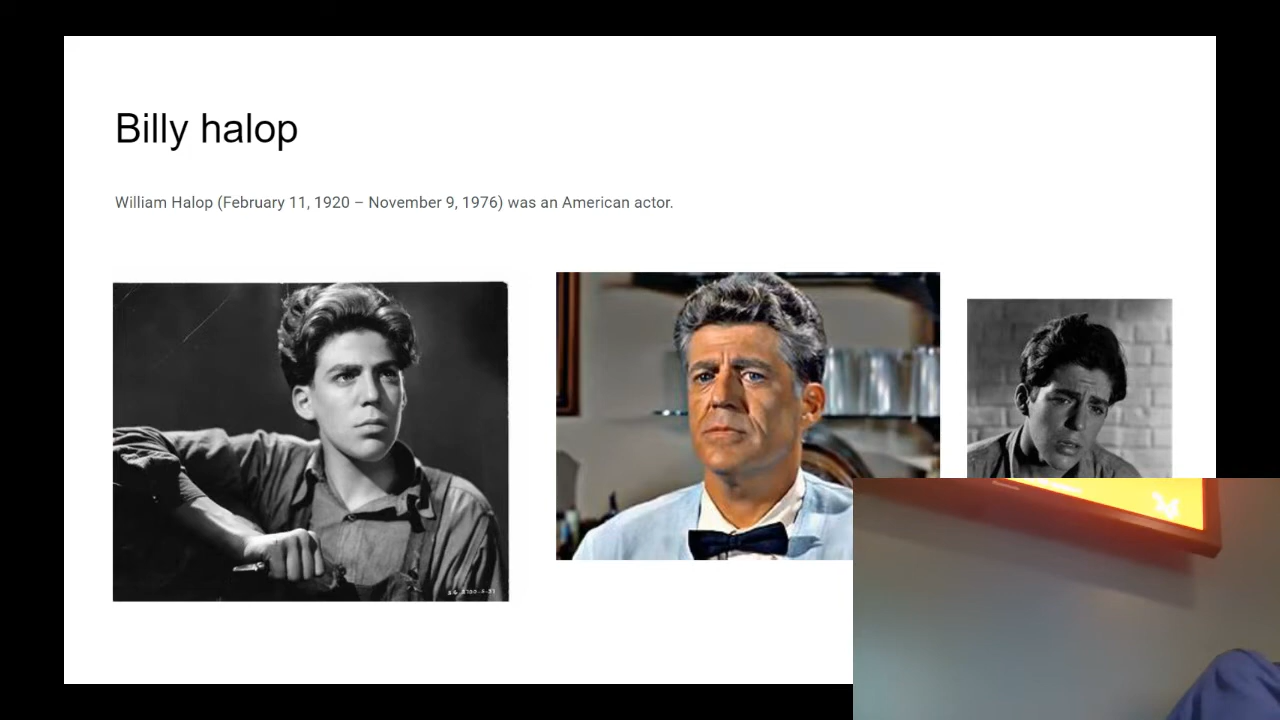 Billy halop
William Halop (February 11, 1920 – November 9, 1976) was an American actor.